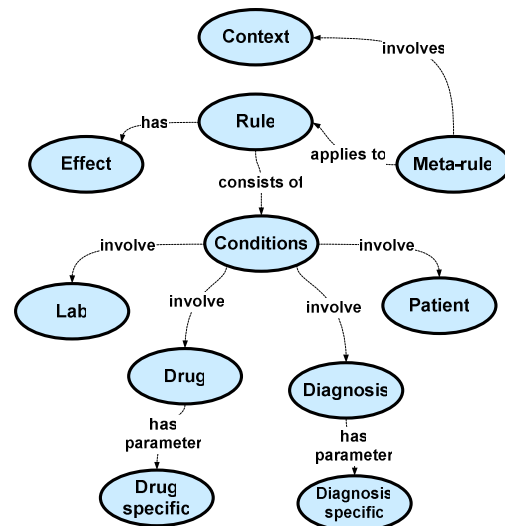 Context
involves
Rule
has
Effect
applies to
Meta-rule
consists of
Conditions
involve
involve
Lab
involve
involve
Patient
Drug
Diagnosis
has
parameter
has
parameter
Drug
specific
Diagnosis
specific